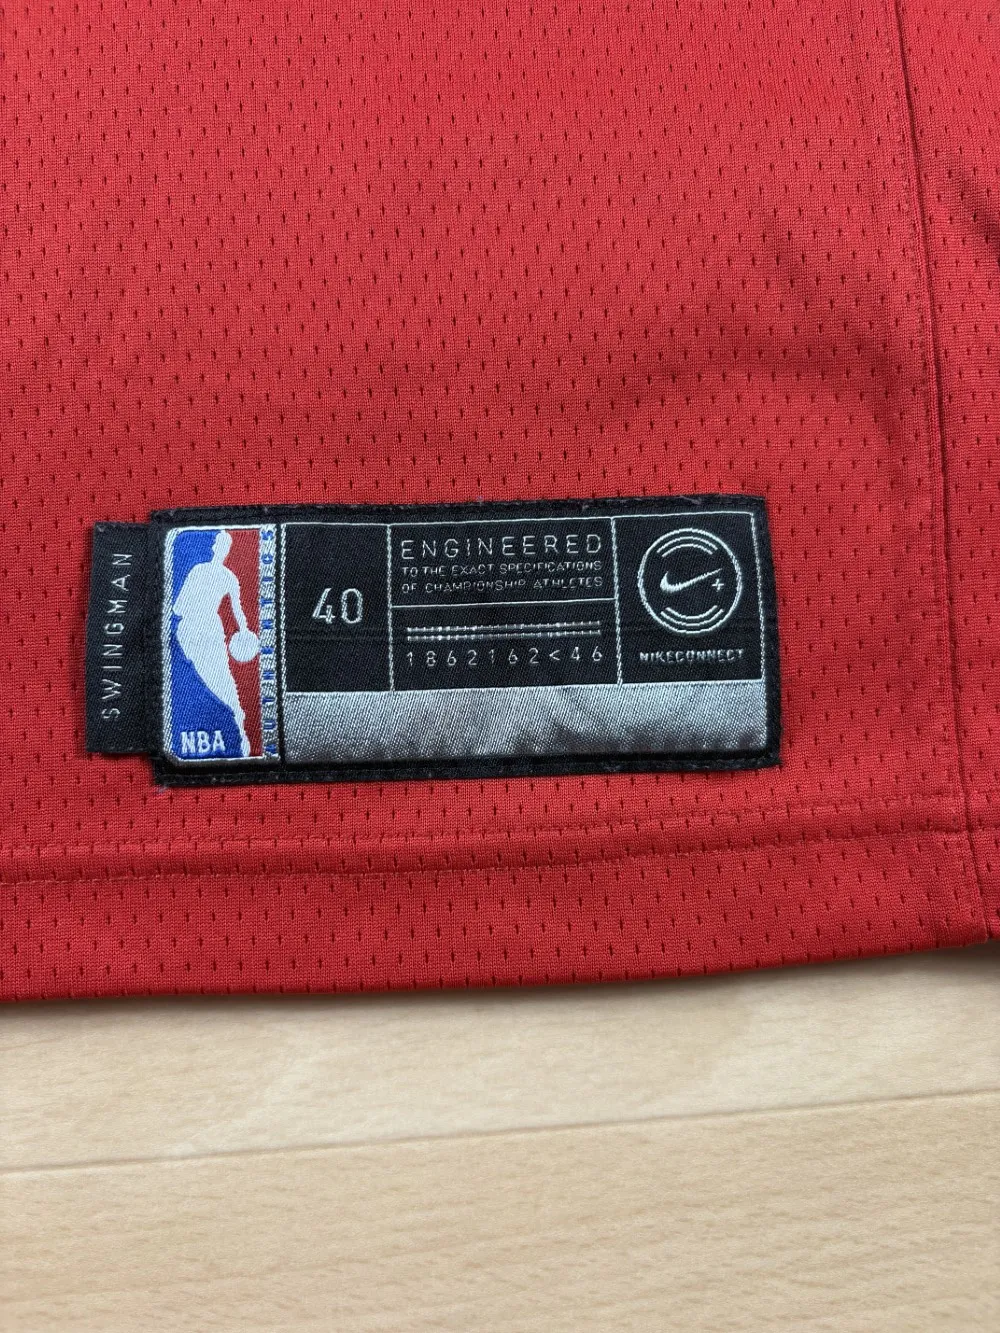 SWINGMAN
NBA
AUTHENTICS
40
ENGINEERED
TO THE EXACT SPECIFICATIONS
OF CHAMPIONSHIP ATHLETES
1862162<46
NIKECONNECT